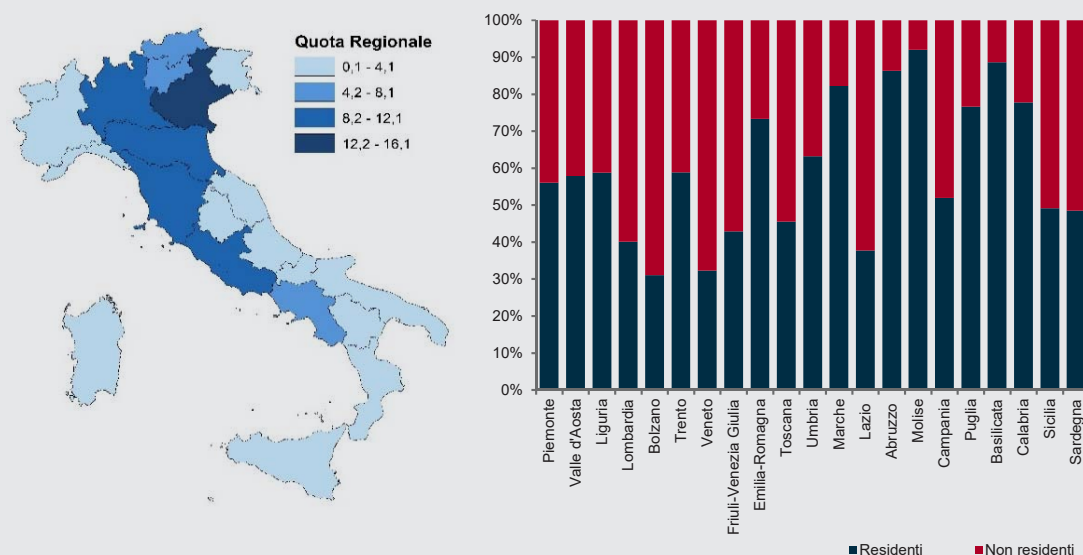 Quota Regionale
0,1 - 4,1
4,2 - 8,1
8,2 - 12,1
12,2 - 16,1
100%
90%
80%
70%
60%
50%
40%
30%
20%
10%
0%
Piemonte
Valle d'Aosta
Liguria
Lombardia
Bolzano
Trento
Veneto
Friuli-Venezia Giulia
Emilia-Romagna
Toscana
Umbria
Marche
Lazio
Abruzzo
Molise
Campania
Puglia
Basilicata
Calabria
Sicilia
Sardegna
Residenti
Non residenti